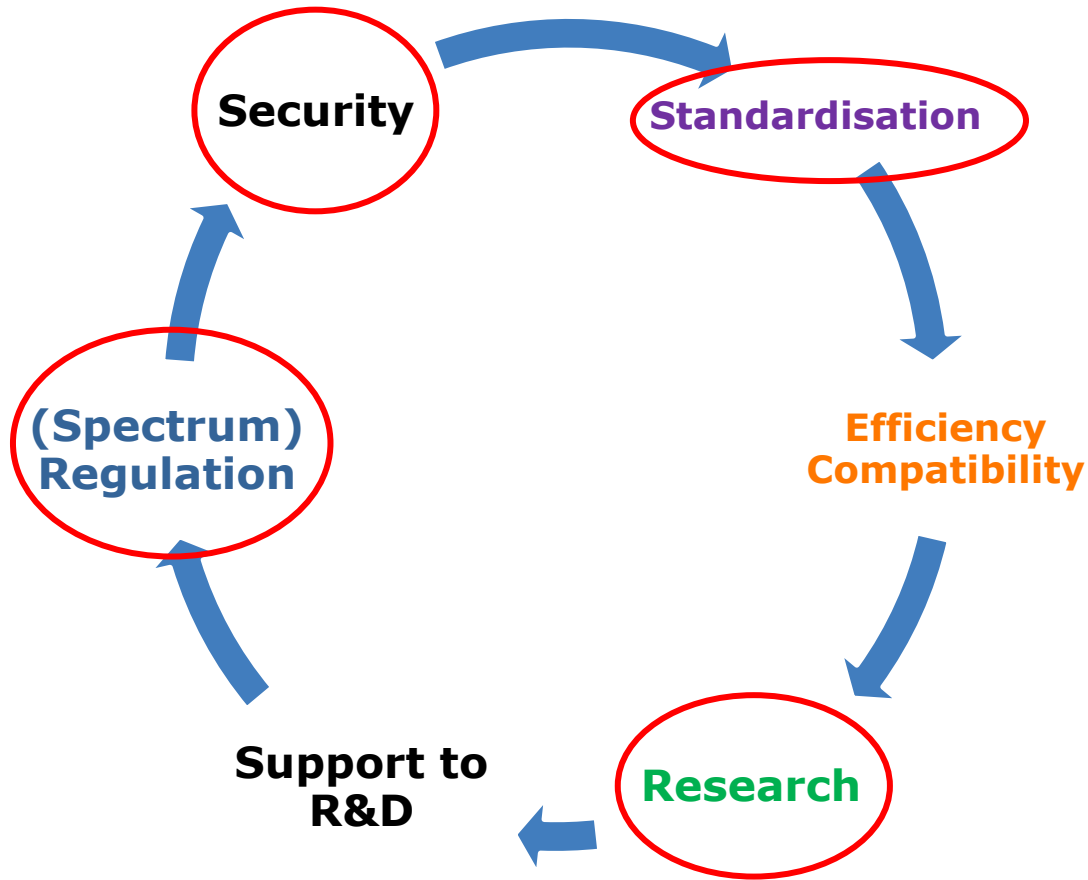 Security
Standardisation
(Spectrum)
Regulation
Efficiency
Compatibility
Support to
R&D
Research